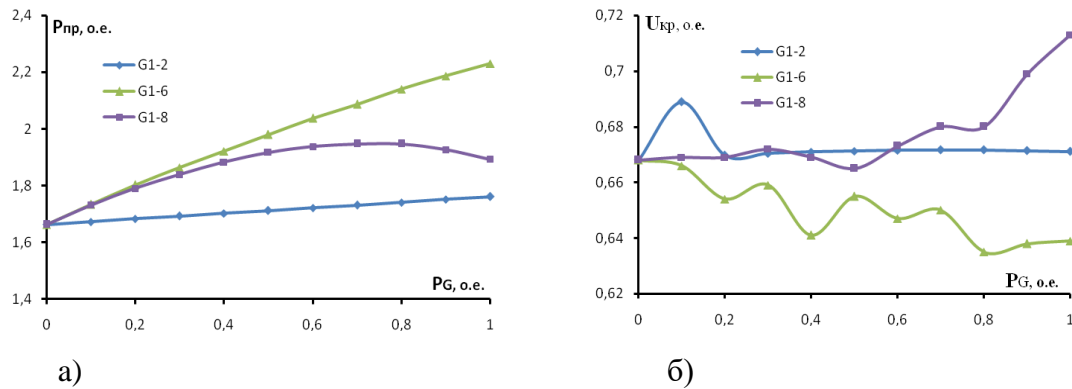 Pпр, о.е.
2,4
2,2
2
1,8
1,6
1,4
G1-2
G1-6
G1-8
PG, о.е.
0
0,2
0,4
0,6
0,8
1
а)
Uкр, о.е.
0,72
0,7
0,68
0,66
0,64
0,62
G1-2
G1-6
G1-8
PG, о.е.
0
0,2
0,4
0,6
0,8
1
б)